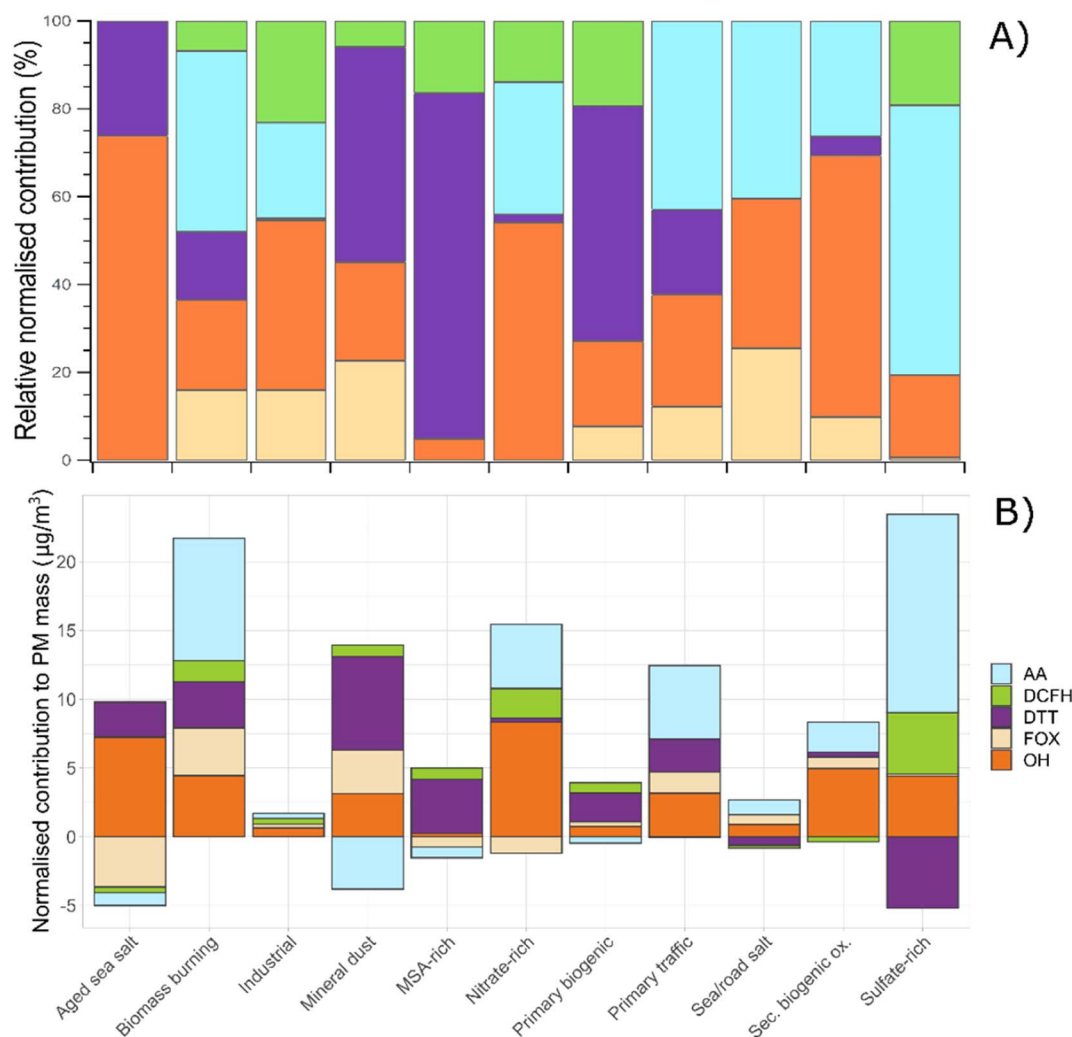 A)
Relative normalised contribution (%)
100
80
60
40
20
0
B)
Normalised contribution to PM mass (µg/m³)
20
15
10
5
0
-5
AA
DCFH
DTT
FOX
OH
Aged sea salt
Biomass burning
Industrial
Mineral dust
MSA-rich
Nitrate-rich
Primary biogenic
Primary traffic
Sea/road salt
Sec. biogenic ox.
Sulfate-rich